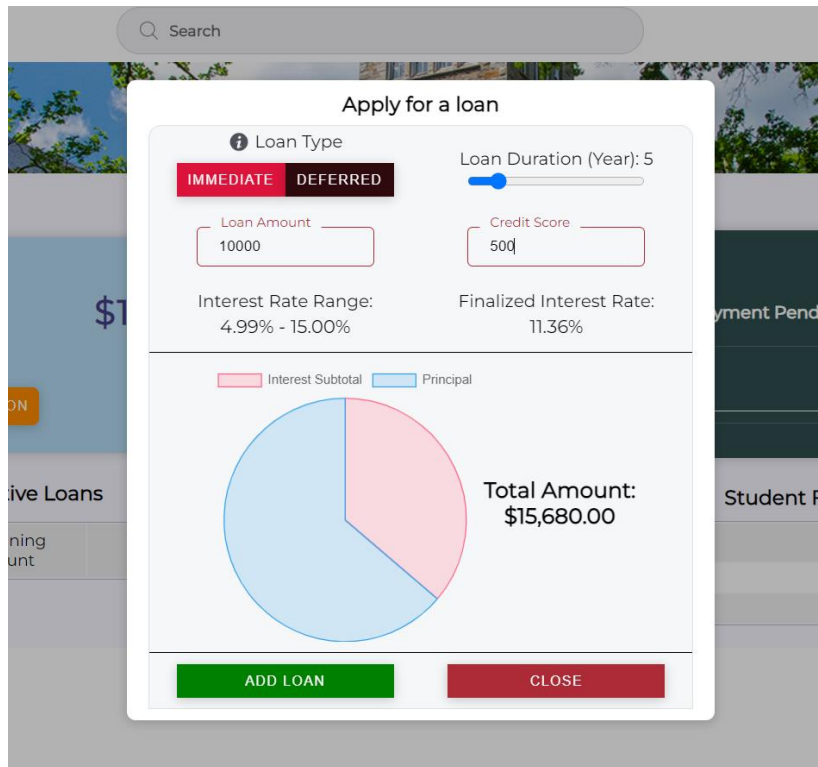 Search
Apply for a loan
Loan Type
IMMEDIATE DEFERRED
Loan Duration (Year): 5
Loan Amount
10000
Credit Score
500
Interest Rate Range:
4.99% - 15.00%
Finalized Interest Rate:
11.36%
Interest Subtotal Principal
Total Amount:
$15,680.00
ADD LOAN
CLOSE
$1
ON
ive Loans
ning
unt
yment Pend
Student F